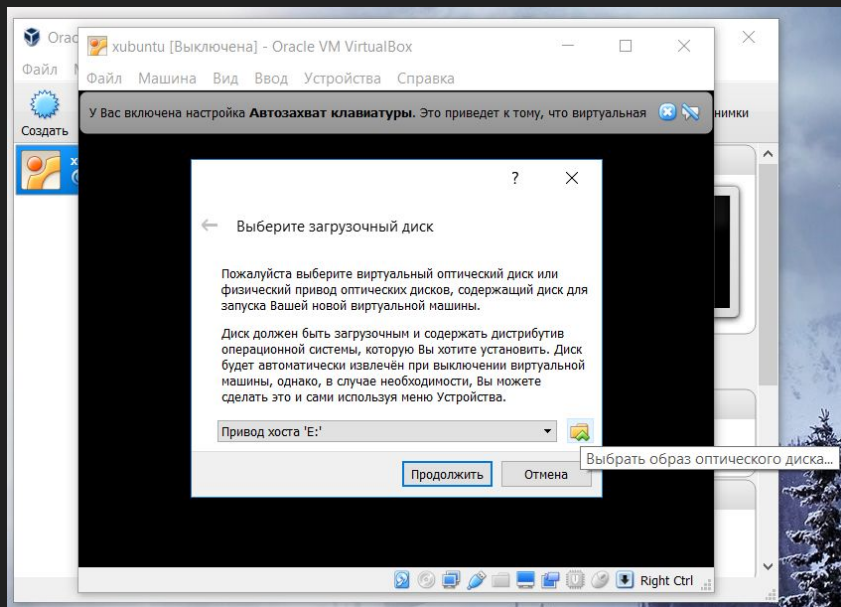 Orac
xubuntu [Выключена] - Oracle VM VirtualBox
Файл
Файл Машина Вид Ввод Устройства Справка
Создать
У Вас включена настройка Автозахват клавиатуры. Это приведет к тому, что виртуальная
нимки
?
Выберите загрузочный диск
Пожалуйста выберите виртуальный оптический диск или
физический привод оптических дисков, содержащий диск для
запуска Вашей новой виртуальной машины.
Диск должен быть загрузочным и содержать дистрибутив
операционной системы, которую Вы хотите установить. Диск
будет автоматически извлечён при выключении виртуальной
машины, однако, в случае необходимости, Вы можете
сделать это и сами используя меню Устройства.
Привод хоста 'E:'
Выбрать образ оптического диска...
Продолжить
Отмена
Right Ctrl